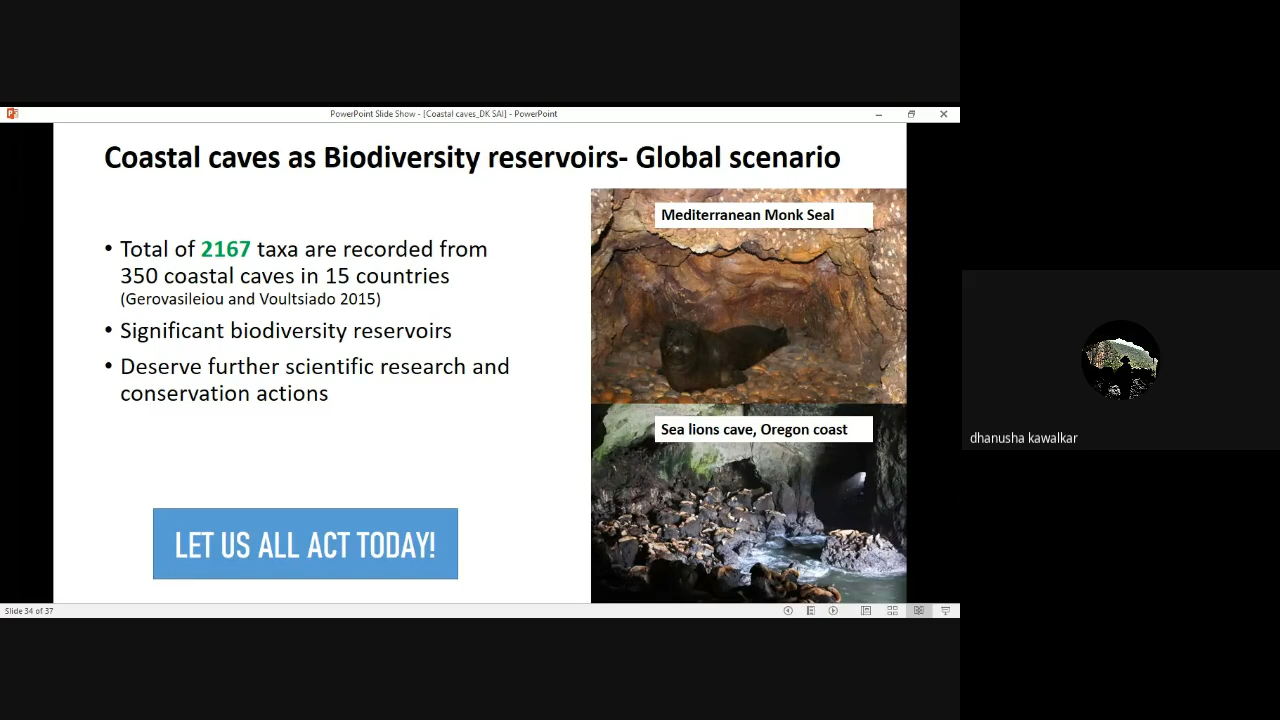 PowerPoint Slide Show - [Coastal caves_DK SAI] - PowerPoint
Coastal caves as Biodiversity reservoirs- Global scenario
• Total of 2167 taxa are recorded from
350 coastal caves in 15 countries
(Gerovasileiou and Voultsiado 2015)
• Significant biodiversity reservoirs
• Deserve further scientific research and
conservation actions
LET US ALL ACT TODAY!
Mediterranean Monk Seal
Sea lions cave, Oregon coast
dhanusha kawalkar
Slide 34 of 37